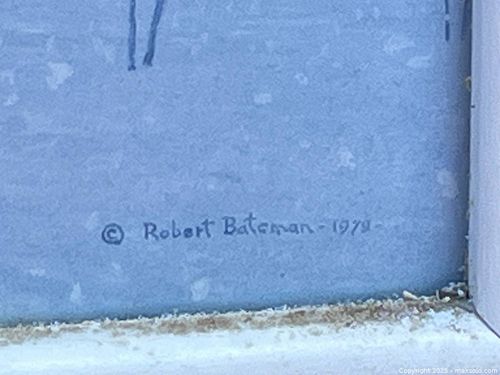 © Robert Bateman - 1979 -
Copyright 2025 - maxsold.com